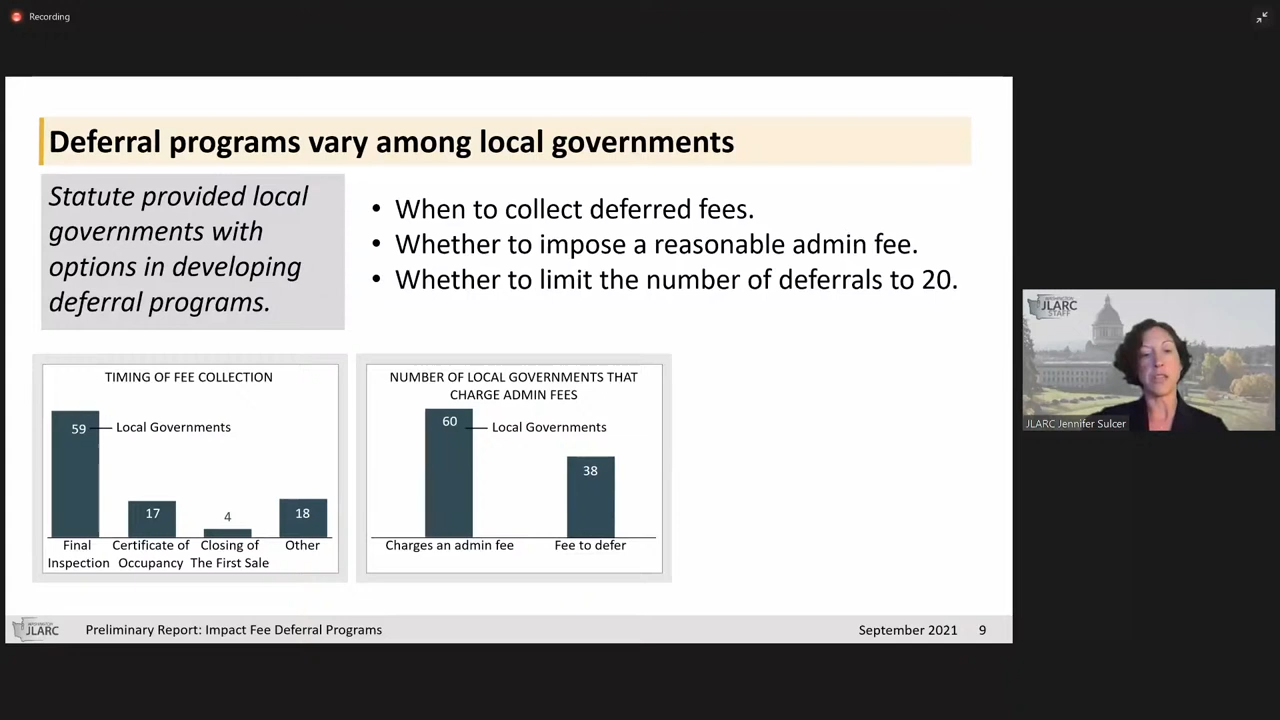 Recording
Deferral programs vary among local governments
Statute provided local
governments with
options in developing
deferral programs.
• When to collect deferred fees.
• Whether to impose a reasonable admin fee.
• Whether to limit the number of deferrals to 20.
TIMING OF FEE COLLECTION
59
Local Governments
17
4
18
Final
Inspection
Certificate of
Occupancy
Closing of
The First Sale
Other
NUMBER OF LOCAL GOVERNMENTS THAT
CHARGE ADMIN FEES
60
Local Governments
38
Charges an admin fee
Fee to defer
WASHINGTON
JLARC
STAFF
JLARC Jennifer Sulcer
WASHINGTON
JLARC
Preliminary Report: Impact Fee Deferral Programs
September 2021 9